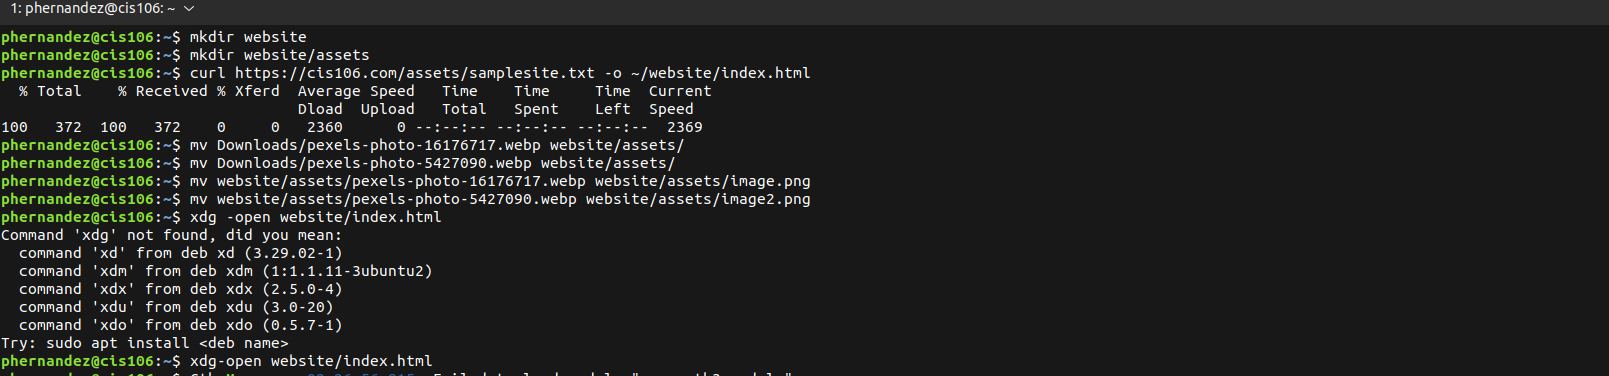 1: phernandez@cis106: ~
phernandez@cis106:~$ mkdir website
phernandez@cis106:~$ mkdir website/assets
phernandez@cis106:~$ curl https://cis106.com/assets/samplesite.txt -o ~/website/index.html
  % Total    % Received % Xferd  Average Speed   Time    Time     Time  Current
                                 Dload  Upload   Total   Spent    Left  Speed
100   372  100   372    0     0   2360      0 --:--:-- --:--:-- --:--:--  2369
phernandez@cis106:~$ mv Downloads/pexels-photo-16176717.webp website/assets/
phernandez@cis106:~$ mv Downloads/pexels-photo-5427090.webp website/assets/
phernandez@cis106:~$ mv website/assets/pexels-photo-16176717.webp website/assets/image.png
phernandez@cis106:~$ mv website/assets/pexels-photo-5427090.webp website/assets/image2.png
phernandez@cis106:~$ xdg -open website/index.html
Command 'xdg' not found, did you mean:
  command 'xd' from deb xd (3.29.02-1)
  command 'xdm' from deb xdm (1:1.1.11-3ubuntu2)
  command 'xdx' from deb xdx (2.5.0-4)
  command 'xdu' from deb xdu (3.0-20)
  command 'xdo' from deb xdo (0.5.7-1)
Try: sudo apt install <deb name>
phernandez@cis106:~$ xdg-open website/index.html
phernandez@cis106:~$